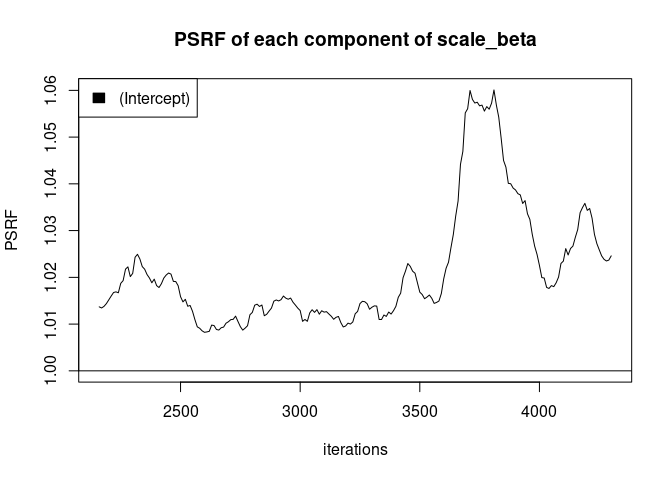 PSRF of each component of scale_beta
(Intercept)
PSRF
1.06
1.05
1.04
1.03
1.02
1.01
1.00
2500 3000 3500 4000
iterations